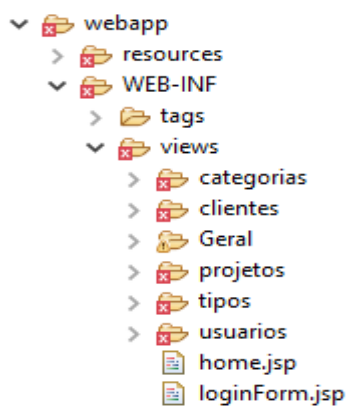 webapp
resources
WEB-INF
tags
views
categorias
clientes
Geral
projetos
tipos
usuarios
home.jsp
loginForm.jsp